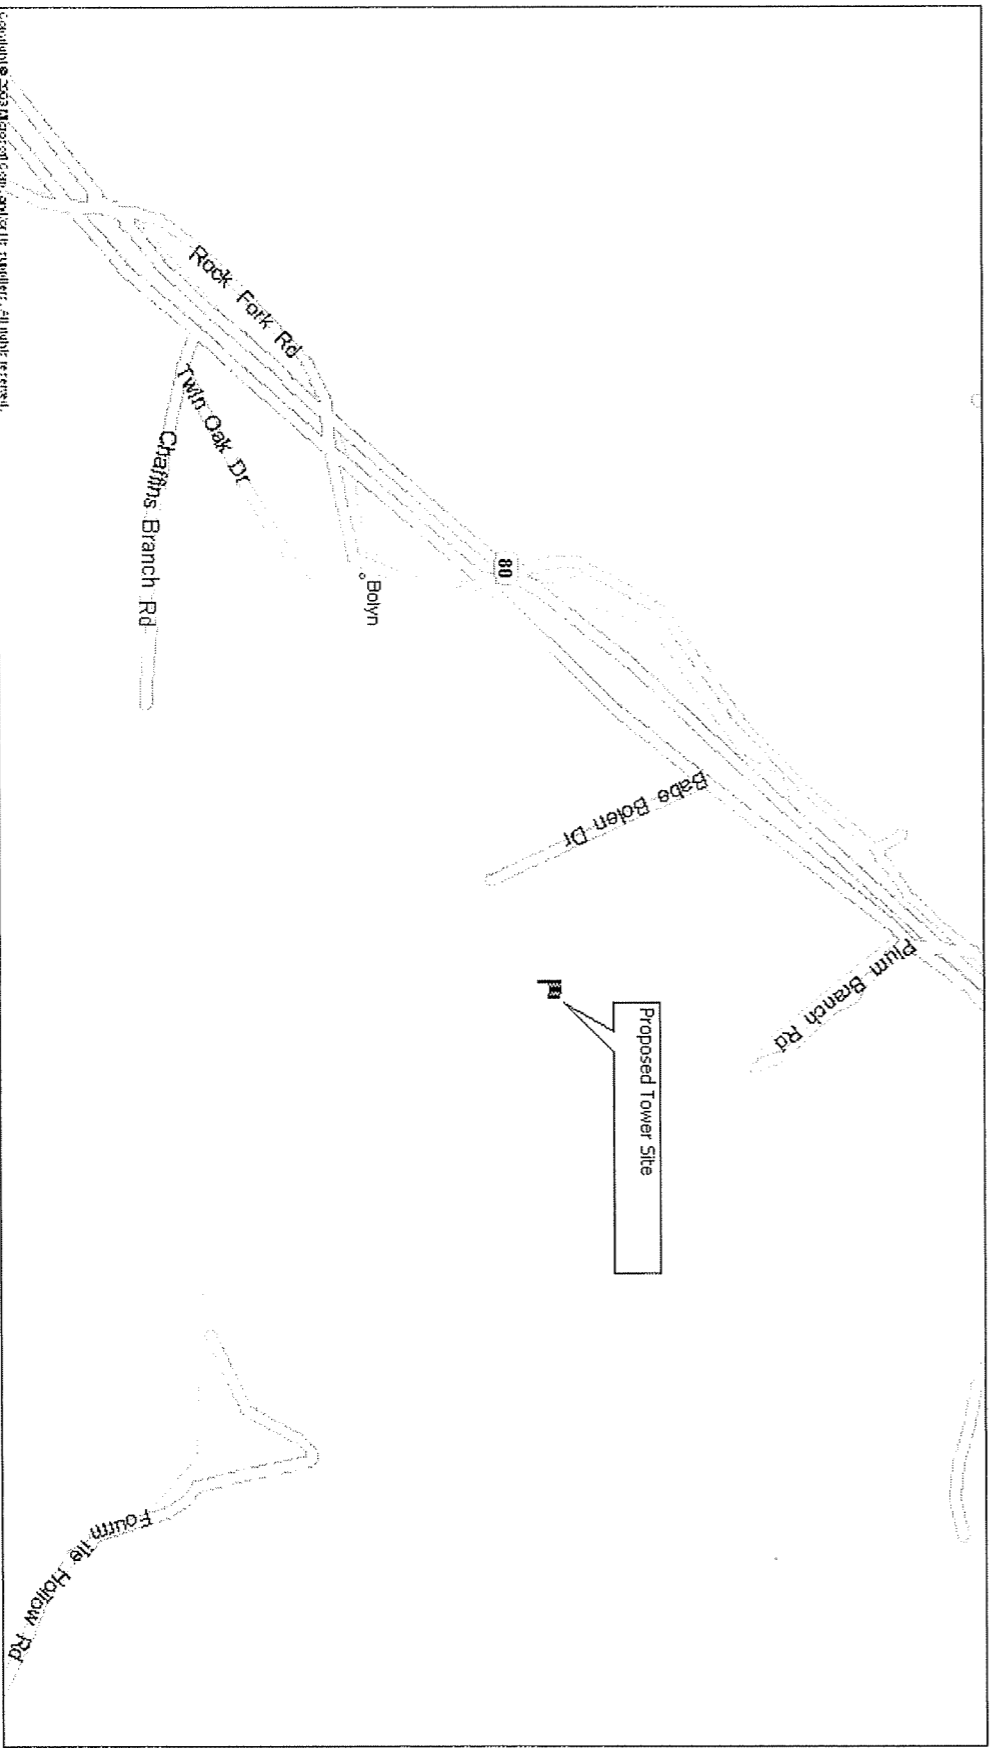 Proposed Tower Site
Plum Branch Rd
Babe Bolen Dr
80
Bolyn
Rock Fork Rd
Twin Oak Dr
Chaffins Branch Rd
Fourmile Hollow Rd